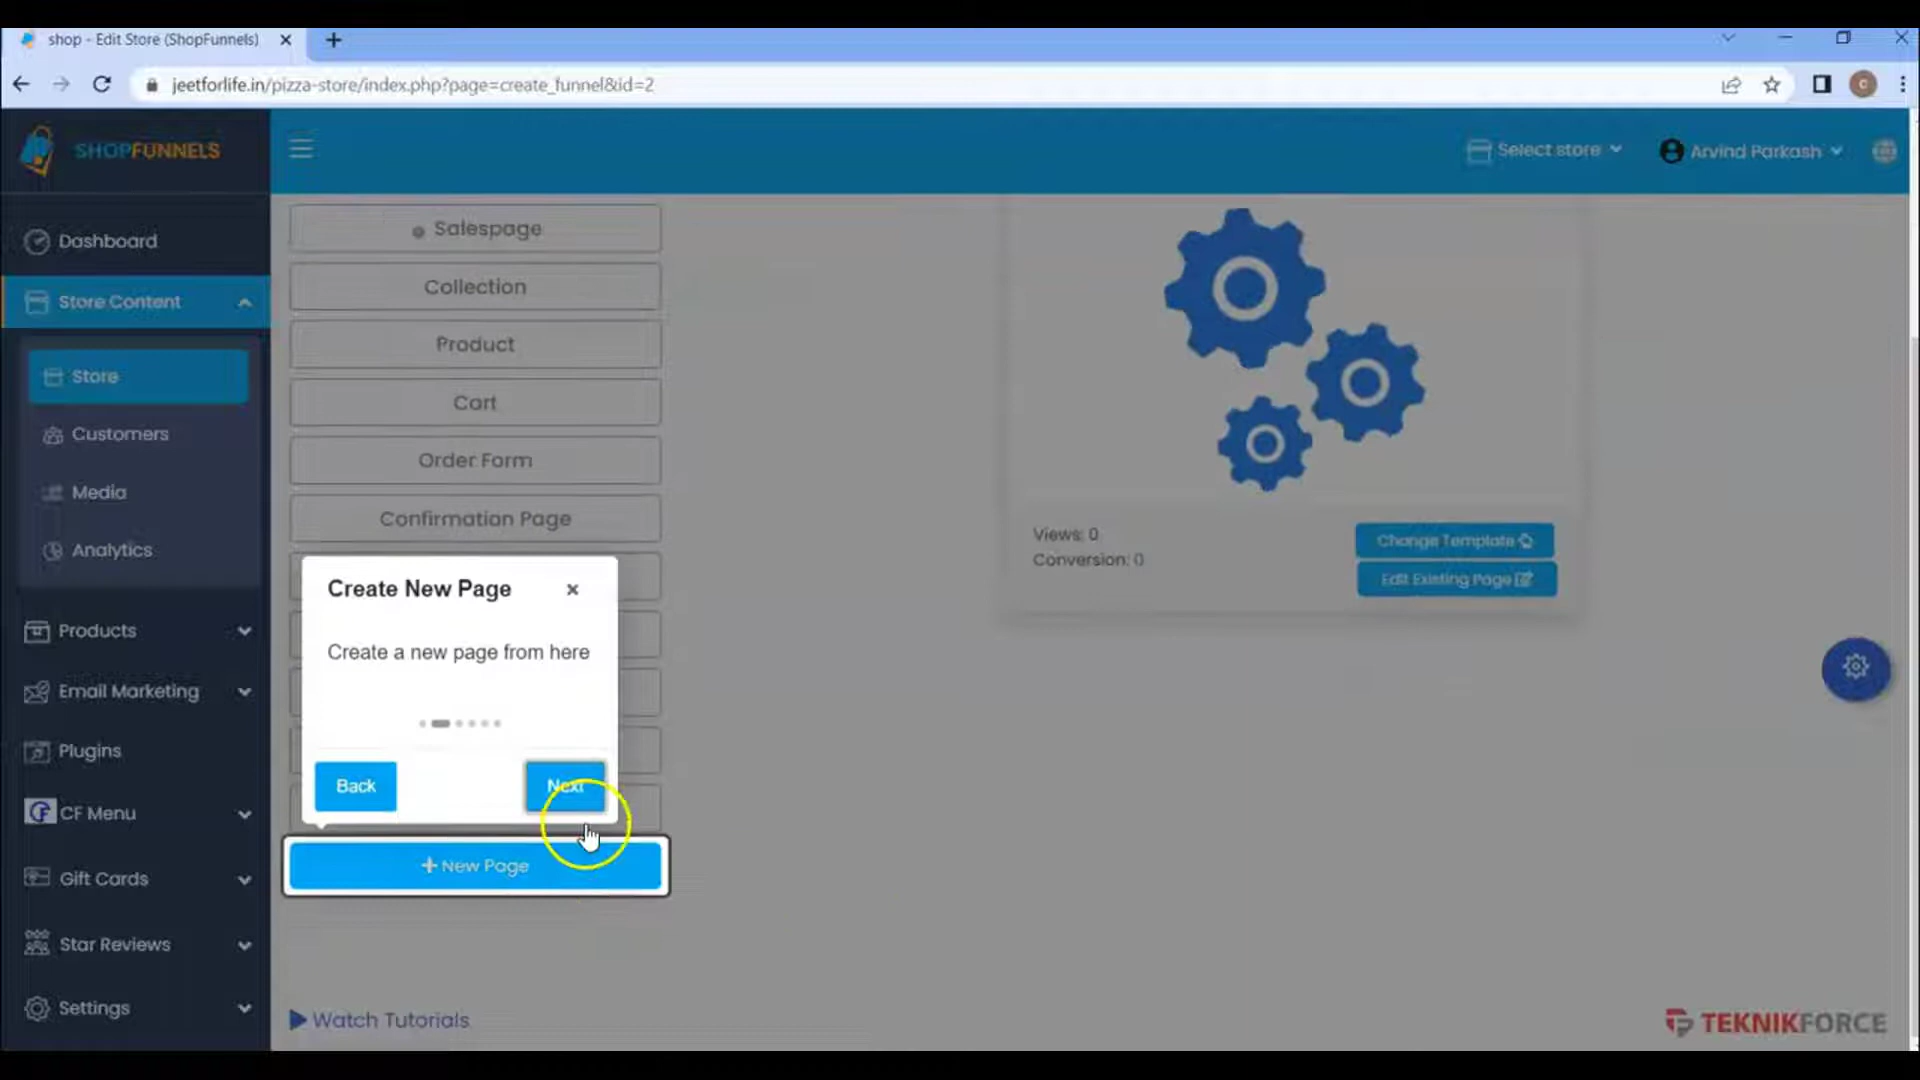 shop - Edit Store (ShopFunnels)
jeetforlife.in/pizza-store/index.php?page=create_funnel&id=2
C
SHOPFUNNELS
Select store
Arvind Parkash
Dashboard
Store Content
Store
Customers
Media
Analytics
Products
Email Marketing
Plugins
CF Menu
Gift Cards
Star Reviews
Settings
Salespage
Collection
Product
Cart
Order Form
Confirmation Page
Create New Page
Create a new page from here
Back
Next
+ New Page
Views: 0
Conversion: 0
Change Template
Edit Existing Page
Watch Tutorials
TEKNIKFORCE